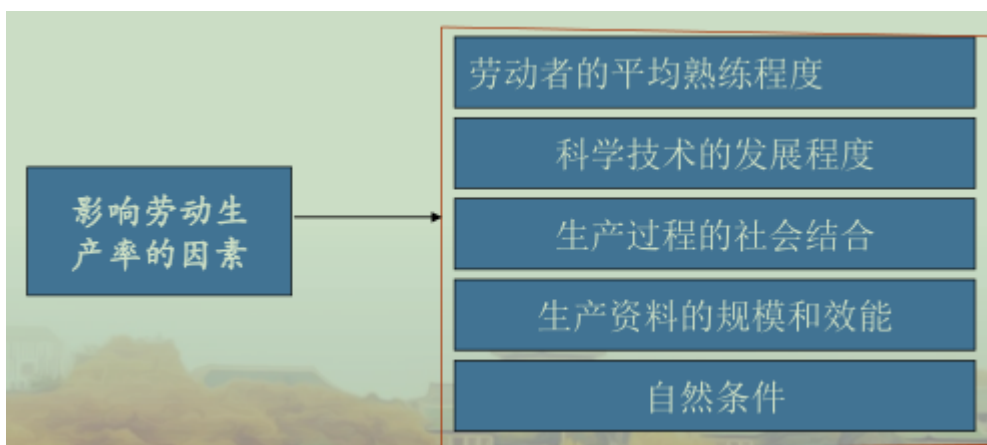 影响劳动生
产率的因素
劳动者的平均熟练程度
科学技术的发展程度
生产过程的社会结合
生产资料的规模和效能
自然条件